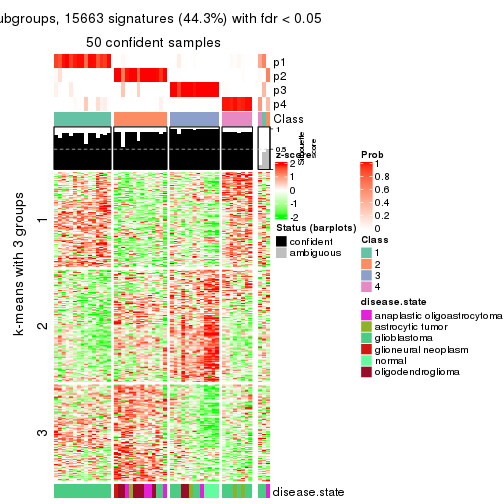 ubgroups, 15663 signatures (44.3%) with fdr < 0.05
50 confident samples
p1
p2
p3
p4
Class
1
0.5
Silhouette
score
z-score
2
1
0
-1
-2
Status (barplots)
confident
ambiguous
Prob
1
0.8
0.6
0.4
0.2
0
Class
1
2
3
4
disease.state
anaplastic oligoastrocytoma
astrocytic tumor
glioblastoma
glioneural neoplasm
normal
oligodendroglioma
k-means with 3 groups
1
2
3
disease.state